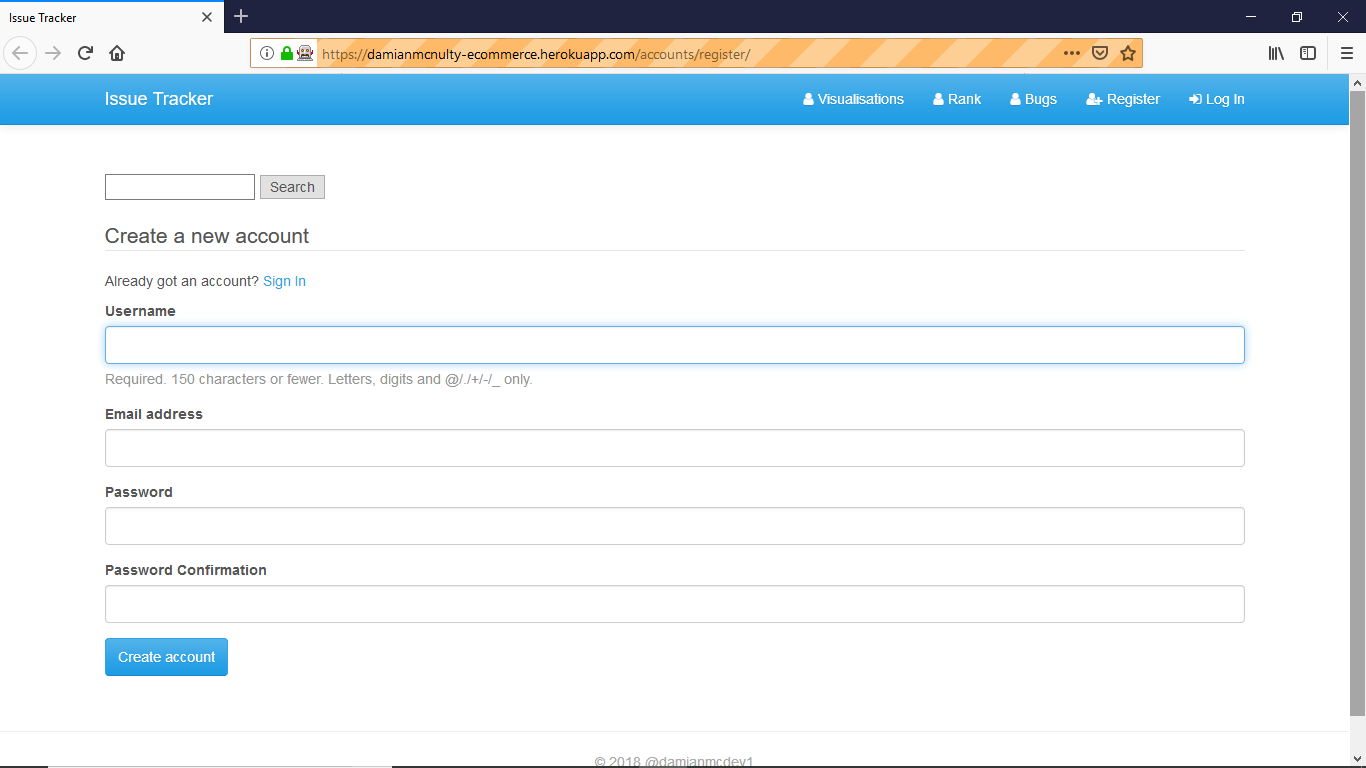 Issue Tracker
https://damianmcnulty-ecommerce.herokuapp.com/accounts/register/
Issue Tracker
Visualisations Rank Bugs Register Log In
Search
Create a new account
Already got an account? Sign In
Username
Required. 150 characters or fewer. Letters, digits and @/./+/-/_ only.
Email address
Password
Password Confirmation
Create account
© 2018 @damianmcdev1